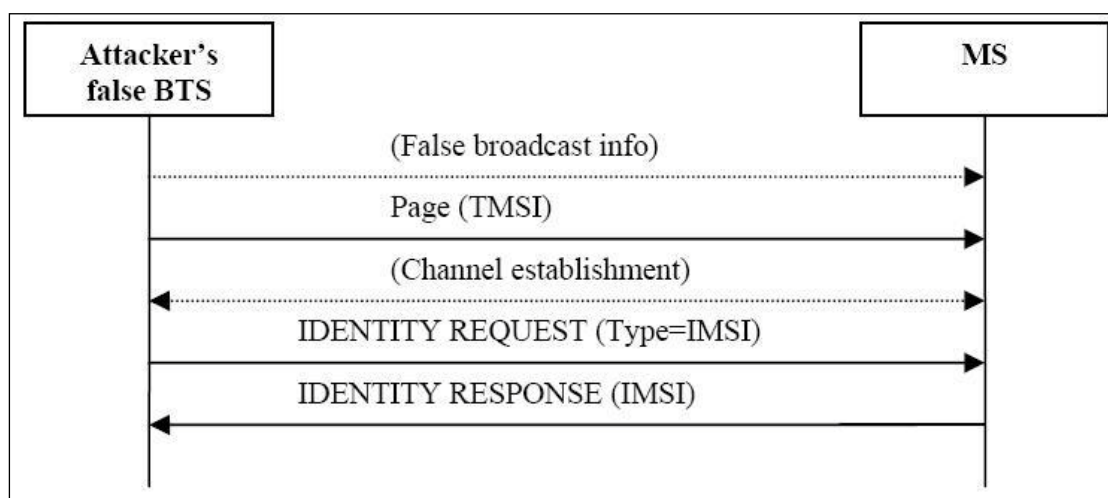 Attacker’s
false BTS
MS
(False broadcast info)
Page (TMSI)
(Channel establishment)
IDENTITY REQUEST (Type=IMSI)
IDENTITY RESPONSE (IMSI)